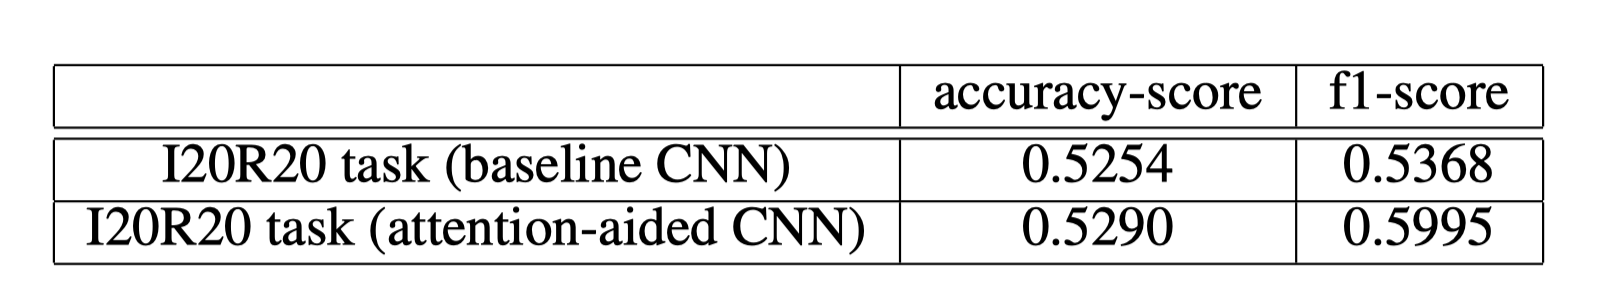 accuracy-score f1-score
I20R20 task (baseline CNN) 0.5254 0.5368
I20R20 task (attention-aided CNN) 0.5290 0.5995